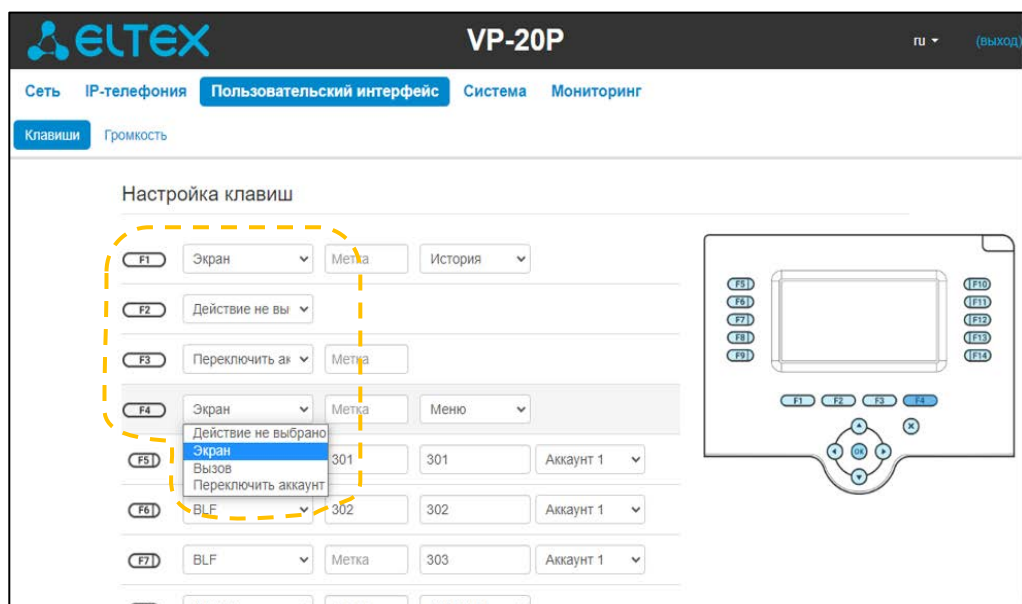 ELTEX VP-20P ru (выход)
Сеть IP-телефония Пользовательский интерфейс Система Мониторинг
Клавиши Громкость
Настройка клавиш
F1 Экран Метка История
F2 Действие не вы
F3 Переключить ак Метка
F4 Экран Метка Меню
Действие не выбрано
Экран
Вызов
Переключить аккаунт
F5 301 301 Аккаунт 1
F6 BLF 302 302 Аккаунт 1
F7 BLF Метка 303 Аккаунт 1
F5 F10
F6 F11
F7 F12
F8 F13
F9 F14
F1 F2 F3 F4
OK